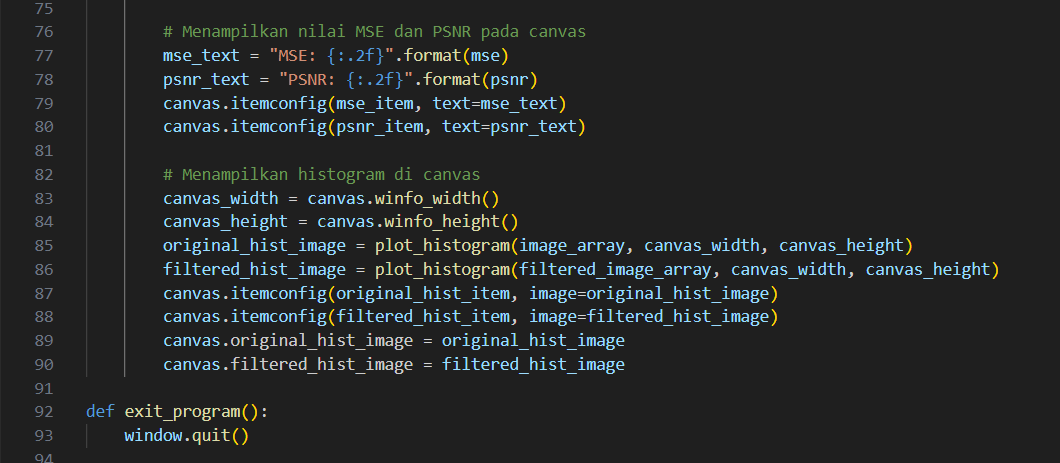 75
76 # Menampilkan nilai MSE dan PSNR pada canvas
77 mse_text = "MSE: {:.2f}".format(mse)
78 psnr_text = "PSNR: {:.2f}".format(psnr)
79 canvas.itemconfig(mse_item, text=mse_text)
80 canvas.itemconfig(psnr_item, text=psnr_text)
81
82 # Menampilkan histogram di canvas
83 canvas_width = canvas.winfo_width()
84 canvas_height = canvas.winfo_height()
85 original_hist_image = plot_histogram(image_array, canvas_width, canvas_height)
86 filtered_hist_image = plot_histogram(filtered_image_array, canvas_width, canvas_height)
87 canvas.itemconfig(original_hist_item, image=original_hist_image)
88 canvas.itemconfig(filtered_hist_item, image=filtered_hist_image)
89 canvas.original_hist_image = original_hist_image
90 canvas.filtered_hist_image = filtered_hist_image
91
92 def exit_program():
93 window.quit()
94